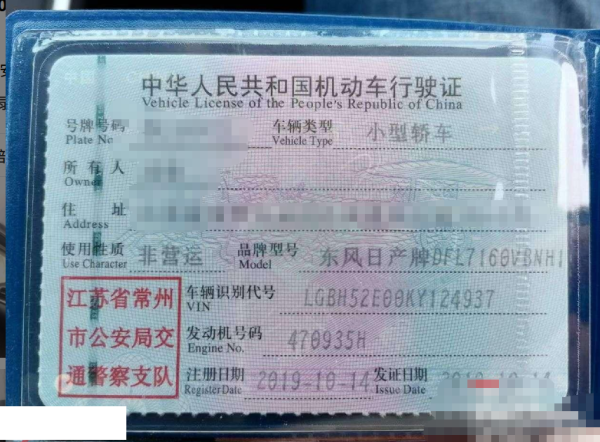 中华人民共和国机动车行驶证
Vehicle License of the People's Republic of China
号牌号码 车辆类型 小型轿车
Plate No Vehicle Type
所有人
Owner
住址
Address
使用性质 非营运 品牌型号 东风日产牌DFL7160VBNH1
Use Character Model
江苏省常州 车辆识别代号 LGBH52E00KY124937
VIN
市公安局交 发动机号码 470935H
Engine No.
通警察支队 注册日期 2019-10-14 发证日期
Register Date Issue Date